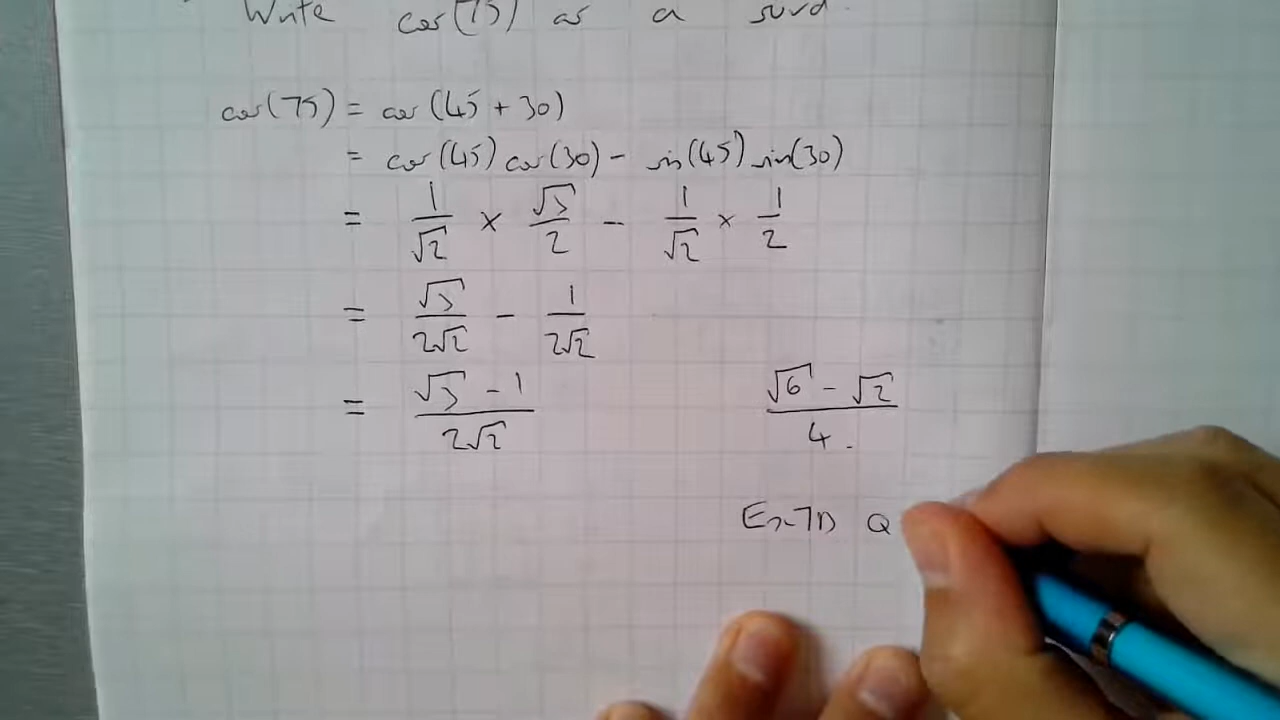 Write cos(75) as a surd.
cos(75) = cos(45 + 30)
= cos(45) cos(30) - sin(45) sin(30)
= 1/√2 × √3/2 - 1/√2 × 1/2
= √3/2√2 - 1/2√2
= √3 - 1/2√2
√6 - √2/4.
Ex 7B Q